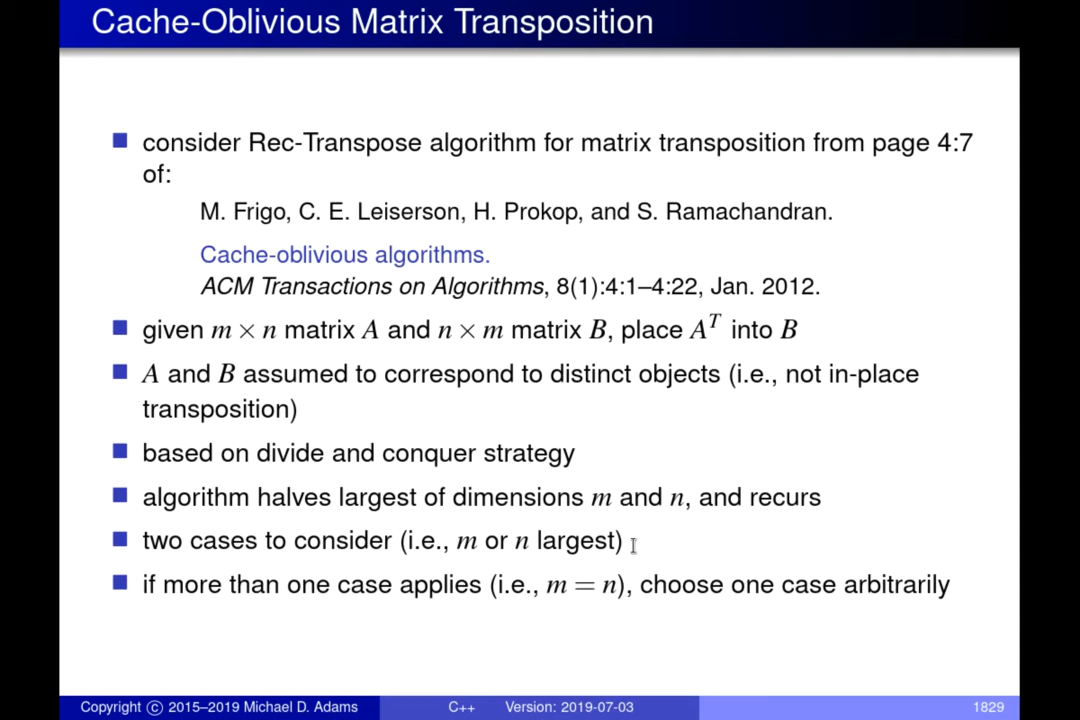 Cache-Oblivious Matrix Transposition
consider Rec-Transpose algorithm for matrix transposition from page 4:7
of:
M. Frigo, C. E. Leiserson, H. Prokop, and S. Ramachandran.
Cache-oblivious algorithms.
ACM Transactions on Algorithms, 8(1):4:1–4:22, Jan. 2012.
given m × n matrix A and n × m matrix B, place Aᵀ into B
A and B assumed to correspond to distinct objects (i.e., not in-place
transposition)
based on divide and conquer strategy
algorithm halves largest of dimensions m and n, and recurs
two cases to consider (i.e., m or n largest)
if more than one case applies (i.e., m = n), choose one case arbitrarily
Copyright © 2015–2019 Michael D. Adams C++ Version: 2019-07-03 1829